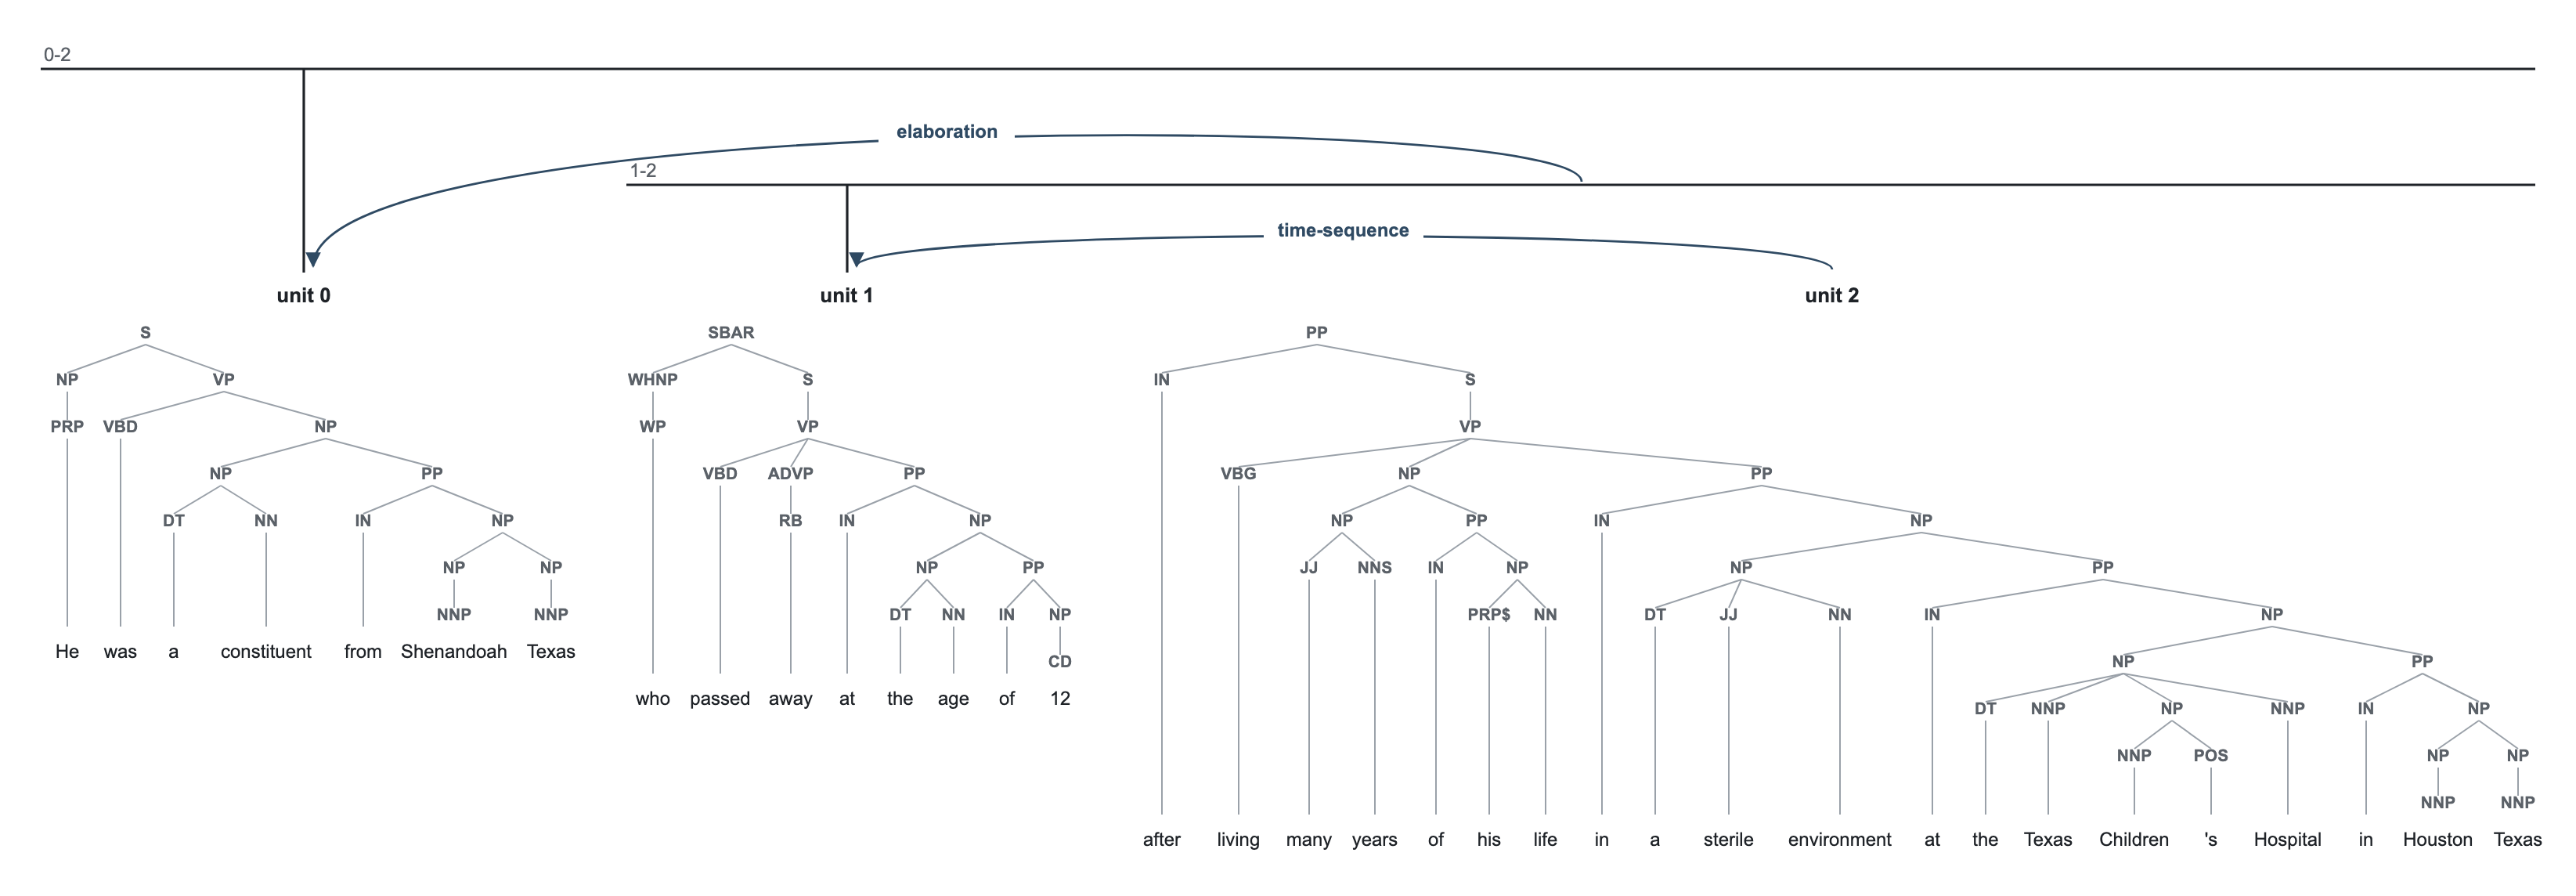 0-2
elaboration
1-2
time-sequence
unit 0 unit 1 unit 2
S SBAR PP
NP VP WHNP S IN S
PRP VBD NP WP VP VP
NP PP VBD ADVP PP VBG NP PP
DT NN IN NP RB IN NP NP PP IN NP
NP NP NP PP JJ NNS IN NP NP PP
NNP NNP DT NN IN NP PRP$ NN DT JJ NN IN NP
He was a constituent from Shenandoah Texas
CD NP PP
who passed away at the age of 12
DT NNP NP NNP IN NP
NNP POS NP NP
NNP NNP
after living many years of his life in a sterile environment at the Texas Children 's Hospital in Houston Texas